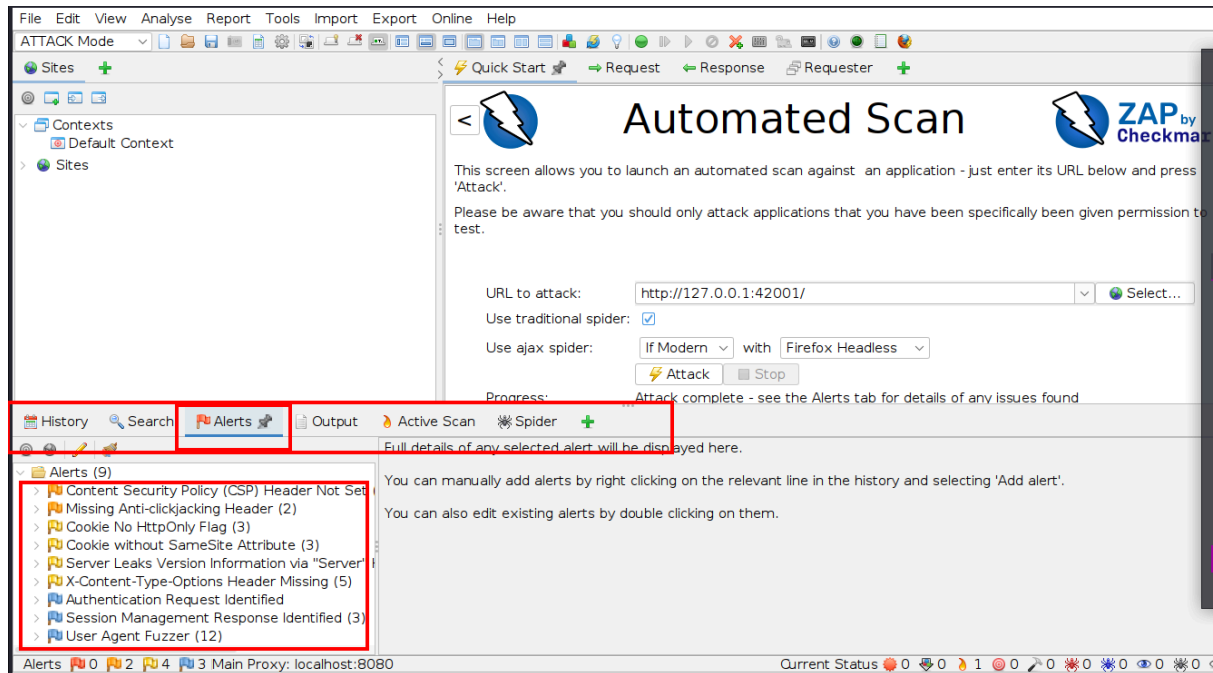 File Edit View Analyse Report Tools Import Export Online Help
ATTACK Mode
Sites
Quick Start Request Response Requester
<
Automated Scan
ZAP by
Checkmar
Contexts
Default Context
Sites
This screen allows you to launch an automated scan against an application - just enter its URL below and press
'Attack'.
Please be aware that you should only attack applications that you have been specifically been given permission to
test.
URL to attack: http://127.0.0.1:42001/ Select...
Use traditional spider:
Use ajax spider: If Modern with Firefox Headless
Attack Stop
Progress: Attack complete - see the Alerts tab for details of any issues found
History Search Alerts Output Active Scan Spider
Full details of any selected alert will be displayed here.
You can manually add alerts by right clicking on the relevant line in the history and selecting 'Add alert'.
You can also edit existing alerts by double clicking on them.
Alerts (9)
Content Security Policy (CSP) Header Not Set
Missing Anti-clickjacking Header (2)
Cookie No HttpOnly Flag (3)
Cookie without SameSite Attribute (3)
Server Leaks Version Information via "Server"
X-Content-Type-Options Header Missing (5)
Authentication Request Identified
Session Management Response Identified (3)
User Agent Fuzzer (12)
Alerts 0 2 4 3 Main Proxy: localhost:8080 Current Status 0 0 1 0 0 0 0 0 0